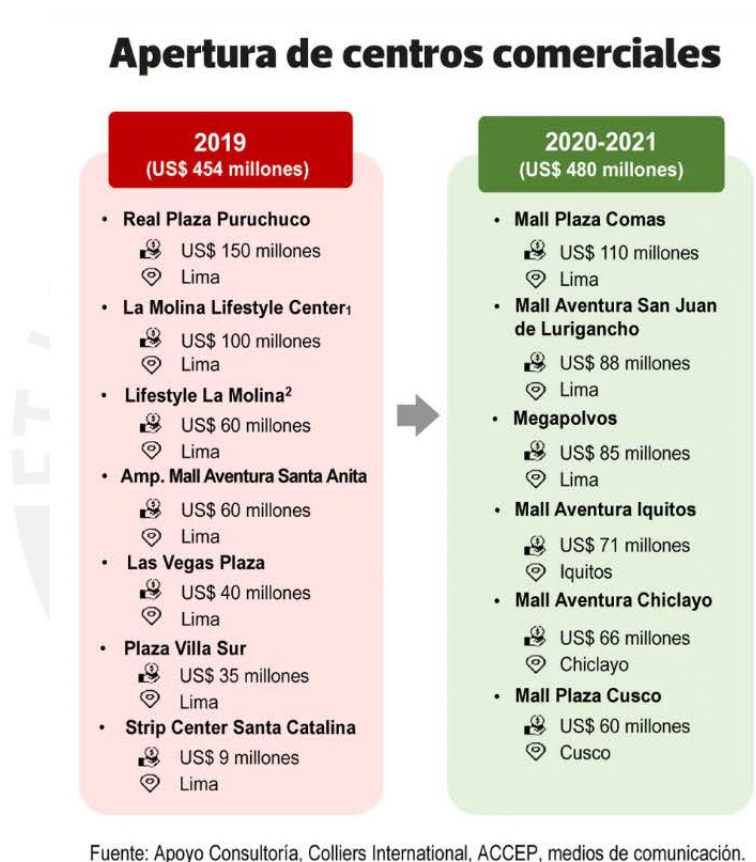 Apertura de centros comerciales
2019
(US$ 454 millones)
• Real Plaza Puruchuco
US$ 150 millones
Lima
• La Molina Lifestyle Center₁
US$ 100 millones
Lima
• Lifestyle La Molina²
US$ 60 millones
Lima
• Amp. Mall Aventura Santa Anita
US$ 60 millones
Lima
• Las Vegas Plaza
US$ 40 millones
Lima
• Plaza Villa Sur
US$ 35 millones
Lima
• Strip Center Santa Catalina
US$ 9 millones
Lima
2020-2021
(US$ 480 millones)
• Mall Plaza Comas
US$ 110 millones
Lima
• Mall Aventura San Juan
de Lurigancho
US$ 88 millones
Lima
• Megapolvos
US$ 85 millones
Lima
• Mall Aventura Iquitos
US$ 71 millones
Iquitos
• Mall Aventura Chiclayo
US$ 66 millones
Chiclayo
• Mall Plaza Cusco
US$ 60 millones
Cusco
Fuente: Apoyo Consultoría, Colliers International, ACCEP, medios de comunicación.